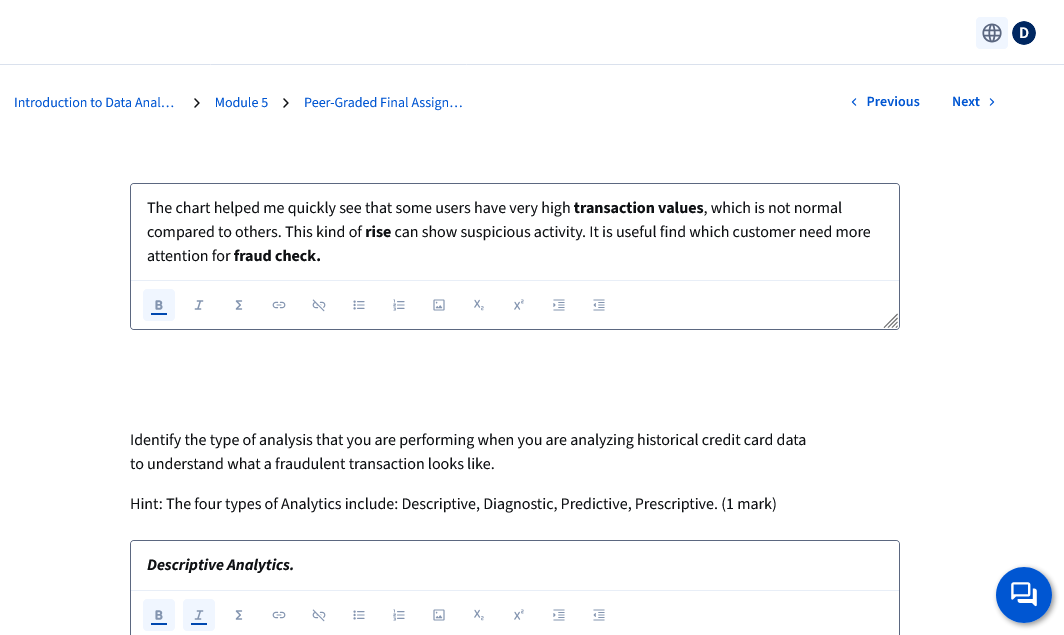 D
Introduction to Data Anal... Module 5 Peer-Graded Final Assign... Previous Next
The chart helped me quickly see that some users have very high transaction values, which is not normal
compared to others. This kind of rise can show suspicious activity. It is useful find which customer need more
attention for fraud check.
B I Σ X₂ X²
Identify the type of analysis that you are performing when you are analyzing historical credit card data
to understand what a fraudulent transaction looks like.
Hint: The four types of Analytics include: Descriptive, Diagnostic, Predictive, Prescriptive. (1 mark)
Descriptive Analytics.
B I Σ X₂ X²